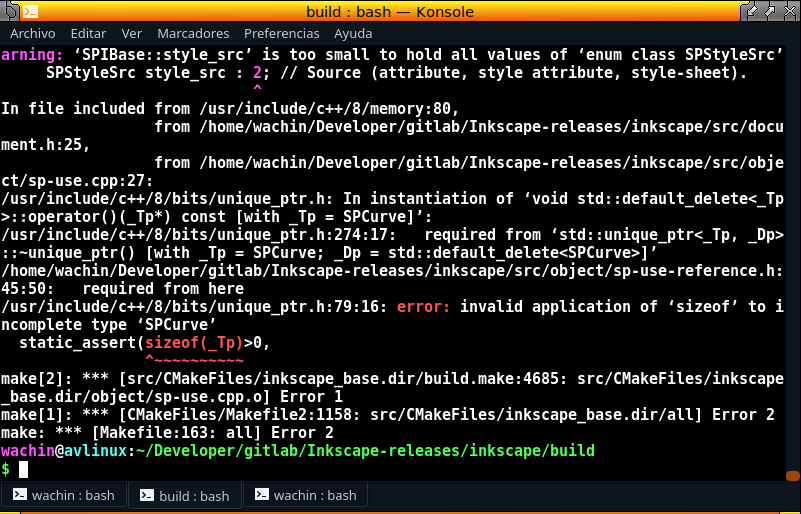 build : bash — Konsole
Archivo Editar Ver Marcadores Preferencias Ayuda
arning: ‘SPIBase::style_src’ is too small to hold all values of ‘enum class SPStyleSrc’
     SPStyleSrc style_src : 2; // Source (attribute, style attribute, style-sheet).
                            ^
In file included from /usr/include/c++/8/memory:80,
                 from /home/wachin/Developer/gitlab/Inkscape-releases/inkscape/src/docu
ment.h:25,
                 from /home/wachin/Developer/gitlab/Inkscape-releases/inkscape/src/obje
ct/sp-use.cpp:27:
/usr/include/c++/8/bits/unique_ptr.h: In instantiation of ‘void std::default_delete<_Tp
>::operator()(_Tp*) const [with _Tp = SPCurve]’:
/usr/include/c++/8/bits/unique_ptr.h:274:17:   required from ‘std::unique_ptr<_Tp, _Dp>
::~unique_ptr() [with _Tp = SPCurve; _Dp = std::default_delete<SPCurve>]’
/home/wachin/Developer/gitlab/Inkscape-releases/inkscape/src/object/sp-use-reference.h:
45:50:   required from here
/usr/include/c++/8/bits/unique_ptr.h:79:16: error: invalid application of ‘sizeof’ to i
ncomplete type ‘SPCurve’
  static_assert(sizeof(_Tp)>0,
                ^~~~~~~~~~~
make[2]: *** [src/CMakeFiles/inkscape_base.dir/build.make:4685: src/CMakeFiles/inkscape
_base.dir/object/sp-use.cpp.o] Error 1
make[1]: *** [CMakeFiles/Makefile2:1158: src/CMakeFiles/inkscape_base.dir/all] Error 2
make: *** [Makefile:163: all] Error 2
wachin@avlinux:~/Developer/gitlab/Inkscape-releases/inkscape/build
$
wachin : bash build : bash wachin : bash